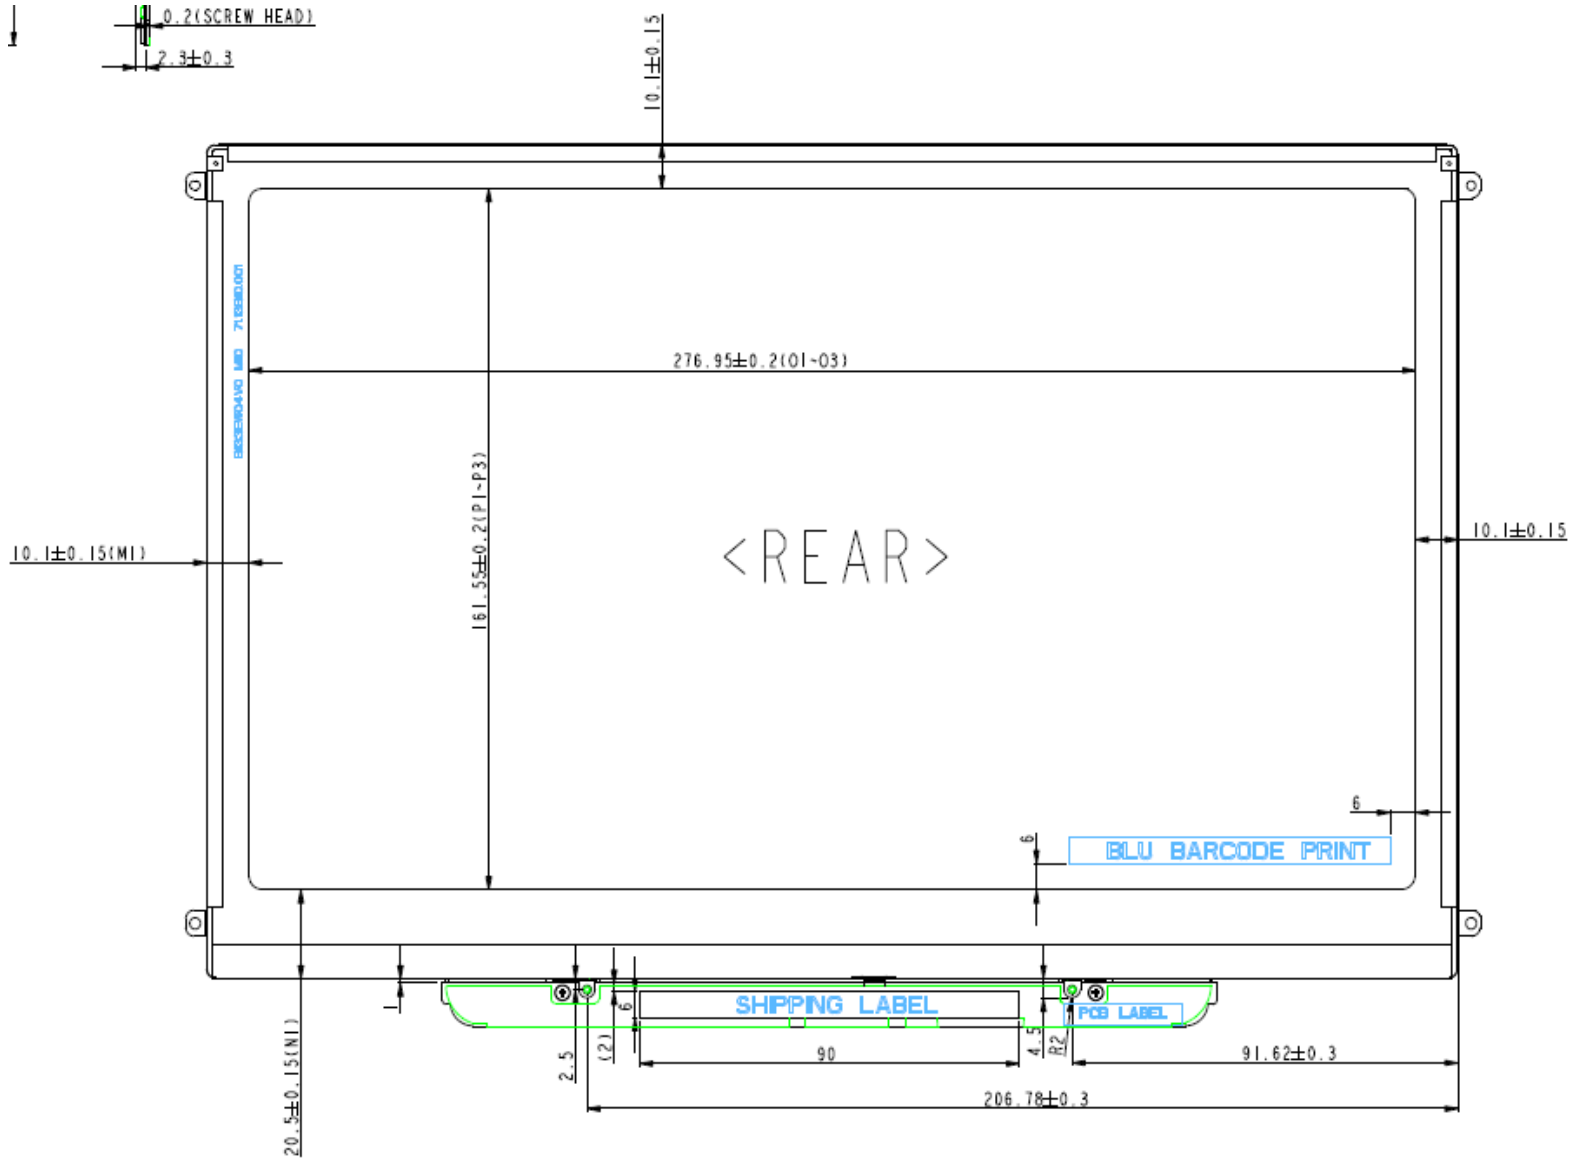 0.2(SCREW HEAD)
2.3±0.3
10.1±0.15
276.95±0.2(O1~O3)
161.55±0.2(P1~P3)
<REAR>
10.1±0.15(M1)
10.1±0.15
6
6
BLU BARCODE PRINT
SHIPPING LABEL
PCB LABEL
1
6
2.5
(2)
90
4.5
R2
91.62±0.3
206.78±0.3
20.5±0.15(N1)